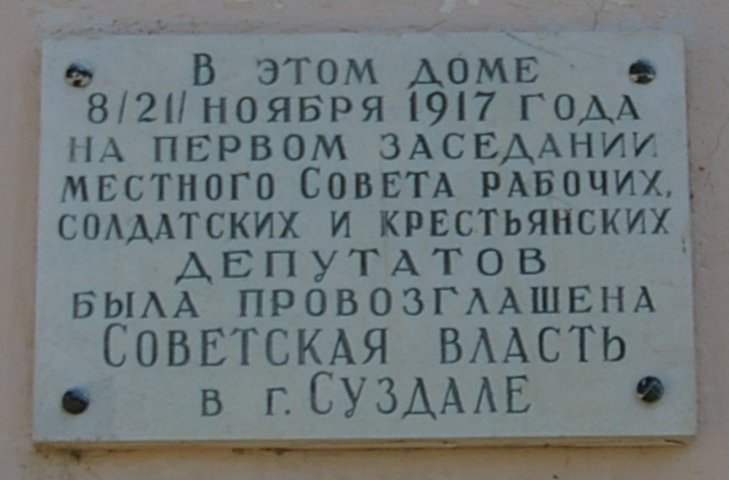 В ЭТОМ ДОМЕ
8/21/ НОЯБРЯ 1917 ГОДА
НА ПЕРВОМ ЗАСЕДАНИИ
МЕСТНОГО СОВЕТА РАБОЧИХ,
СОЛДАТСКИХ И КРЕСТЬЯНСКИХ
ДЕПУТАТОВ
БЫЛА ПРОВОЗГЛАШЕНА
СОВЕТСКАЯ ВЛАСТЬ
В г. СУЗДАЛЕ